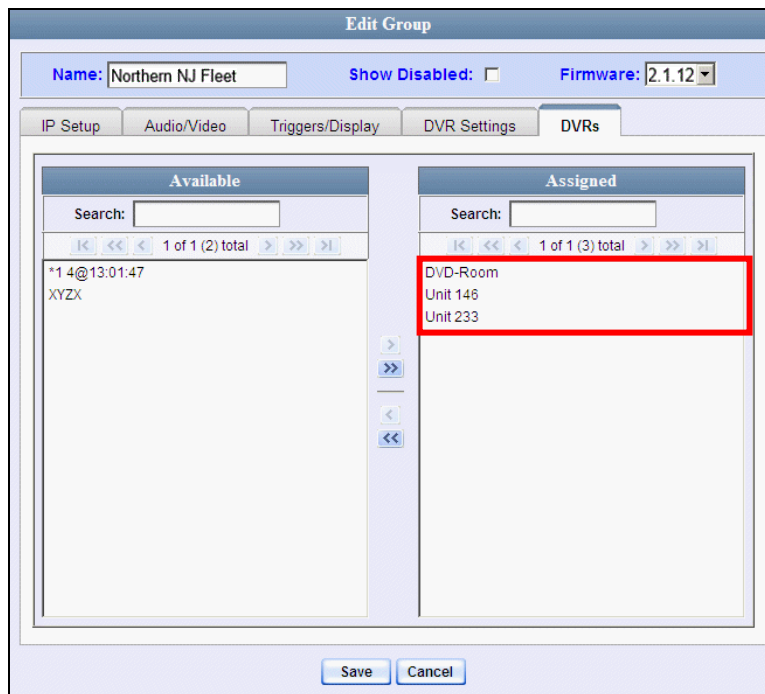 Edit Group
Name: Northern NJ Fleet Show Disabled: Firmware: 2.1.12
IP Setup Audio/Video Triggers/Display DVR Settings DVRs
Available
Search:
|< << < 1 of 1 (2) total > >> >|
*1 4@13:01:47
XYZX
>
>>
<
<<
Assigned
Search:
|< << < 1 of 1 (3) total > >> >|
DVD-Room
Unit 146
Unit 233
Save Cancel